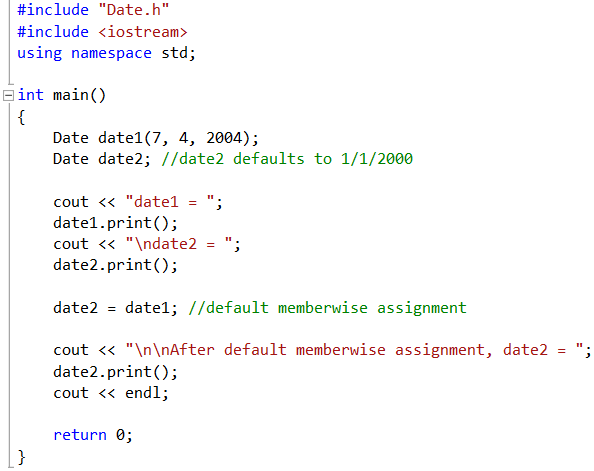 #include "Date.h"
#include <iostream>
using namespace std;
int main()
{
Date date1(7, 4, 2004);
Date date2; //date2 defaults to 1/1/2000
cout << "date1 = ";
date1.print();
cout << "\ndate2 = ";
date2.print();
date2 = date1; //default memberwise assignment
cout << "\n\nAfter default memberwise assignment, date2 = ";
date2.print();
cout << endl;
return 0;
}